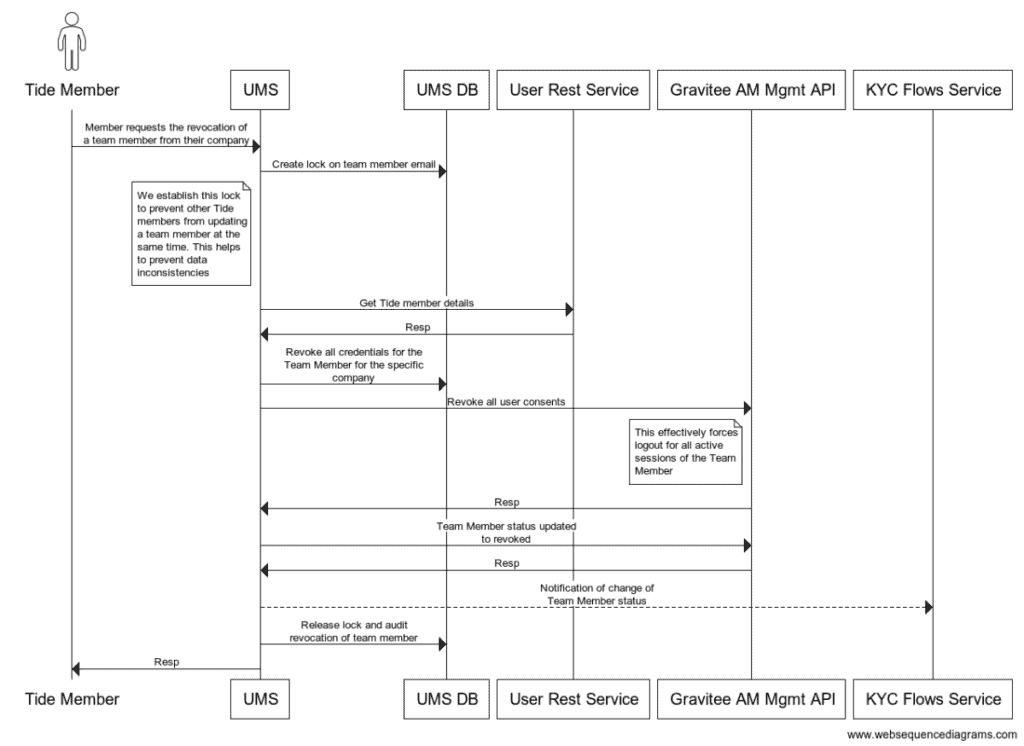 Tide Member
UMS
UMS DB
User Rest Service
Gravitee AM Mgmt API
KYC Flows Service
Member requests the revocation of
a team member from their company
Create lock on team member email
We establish this lock
to prevent other Tide
members from updating
a team member at the
same time. This helps
to prevent data
inconsistencies
Get Tide member details
Resp
Revoke all credentials for the
Team Member for the specific
company
Revoke all user consents
This effectively forces
logout for all active
sessions of the Team
Member
Resp
Team Member status updated
to revoked
Resp
Notification of change of
Team Member status
Release lock and audit
revocation of team member
Resp
Tide Member
UMS
UMS DB
User Rest Service
Gravitee AM Mgmt API
KYC Flows Service
www.websequencediagrams.com